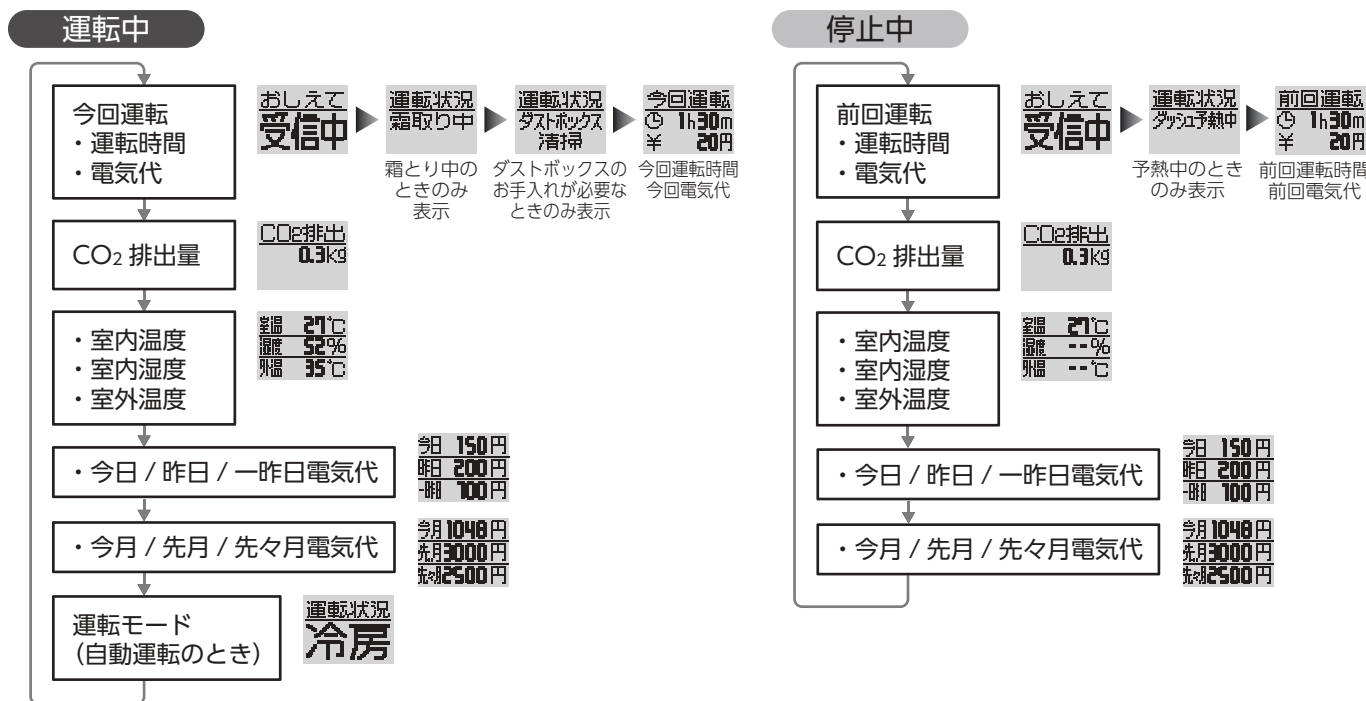 運転中
今回運転
・運転時間
・電気代
おしえて
受信中
運転状況
霜取り中
霜とり中の
ときのみ
表示
運転状況
ダストボックス
清掃
ダストボックスの
お手入れが必要な
ときのみ表示
今回運転
1h30m
¥ 20円
今回運転時間
今回電気代
CO₂ 排出量
CO2排出
0.3kg
・室内温度
・室内湿度
・室外温度
室温 27℃
湿度 52%
外温 35℃
・今日 / 昨日 / 一昨日電気代
今日 150円
昨日 200円
一昨日 100円
・今月 / 先月 / 先々月電気代
今月1048円
先月3000円
先々月2500円
運転モード
（自動運転のとき）
運転状況
冷房
停止中
前回運転
・運転時間
・電気代
おしえて
受信中
運転状況
ダッシュ予熱中
予熱中のとき
のみ表示
前回運転
1h30m
¥ 20円
前回運転時間
前回電気代
CO₂ 排出量
CO2排出
0.3kg
・室内温度
・室内湿度
・室外温度
室温 27℃
湿度 --%
外温 --℃
・今日 / 昨日 / 一昨日電気代
今日 150円
昨日 200円
一昨日 100円
・今月 / 先月 / 先々月電気代
今月1048円
先月3000円
先々月2500円